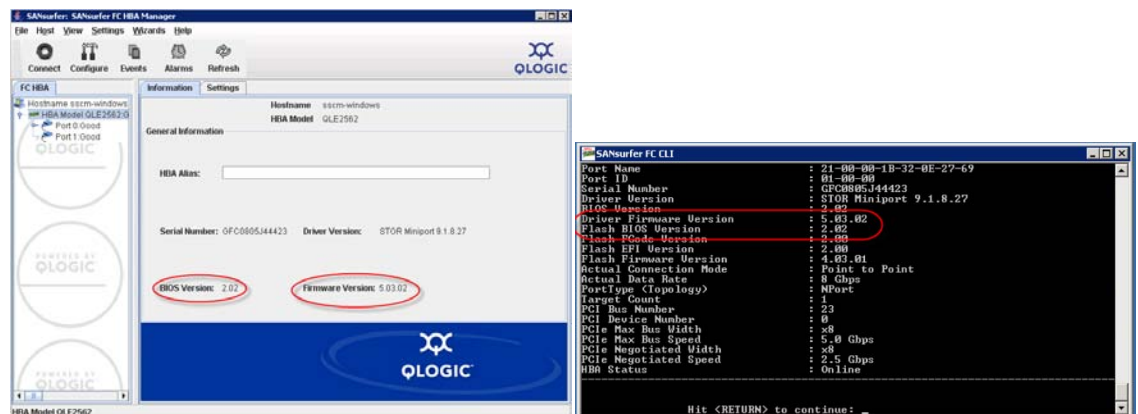 SANsurfer: SANsurfer FC HBA Manager
File Host View Settings Wizards Help
Connect Configure Events Alarms Refresh
QLOGIC
FC HBA
Hostname sscm-windows
HBA Model QLE2562:G
Port 0:Good
Port 1:Good
QLOGIC
POWERED BY
QLOGIC
POWERED BY
QLOGIC
HBA Model QLE2562
Information Settings
Hostname sscm-windows
HBA Model QLE2562
General Information
HBA Alias:
Serial Number: GFC0805J44423 Driver Version: STOR Miniport 9.1.8.27
BIOS Version: 2.02 Firmware Version: 5.03.02
QLOGIC
SANsurfer FC CLI
Port Name : 21-00-00-1B-32-0E-27-69
Port ID : 01-00-00
Serial Number : GFC0805J44423
Driver Version : STOR Miniport 9.1.8.27
BIOS Version : 2.02
Driver Firmware Version : 5.03.02
Flash BIOS Version : 2.02
Flash FCode Version : 2.00
Flash EFI Version : 2.00
Flash Firmware Version : 4.03.01
Actual Connection Mode : Point to Point
Actual Data Rate : 8 Gbps
PortType (Topology) : NPort
Target Count : 1
PCI Bus Number : 23
PCI Device Number : 0
PCIe Max Bus Width : x8
PCIe Max Bus Speed : 5.0 Gbps
PCIe Negotiated Width : x8
PCIe Negotiated Speed : 2.5 Gbps
HBA Status : Online
Hit <RETURN> to continue: _